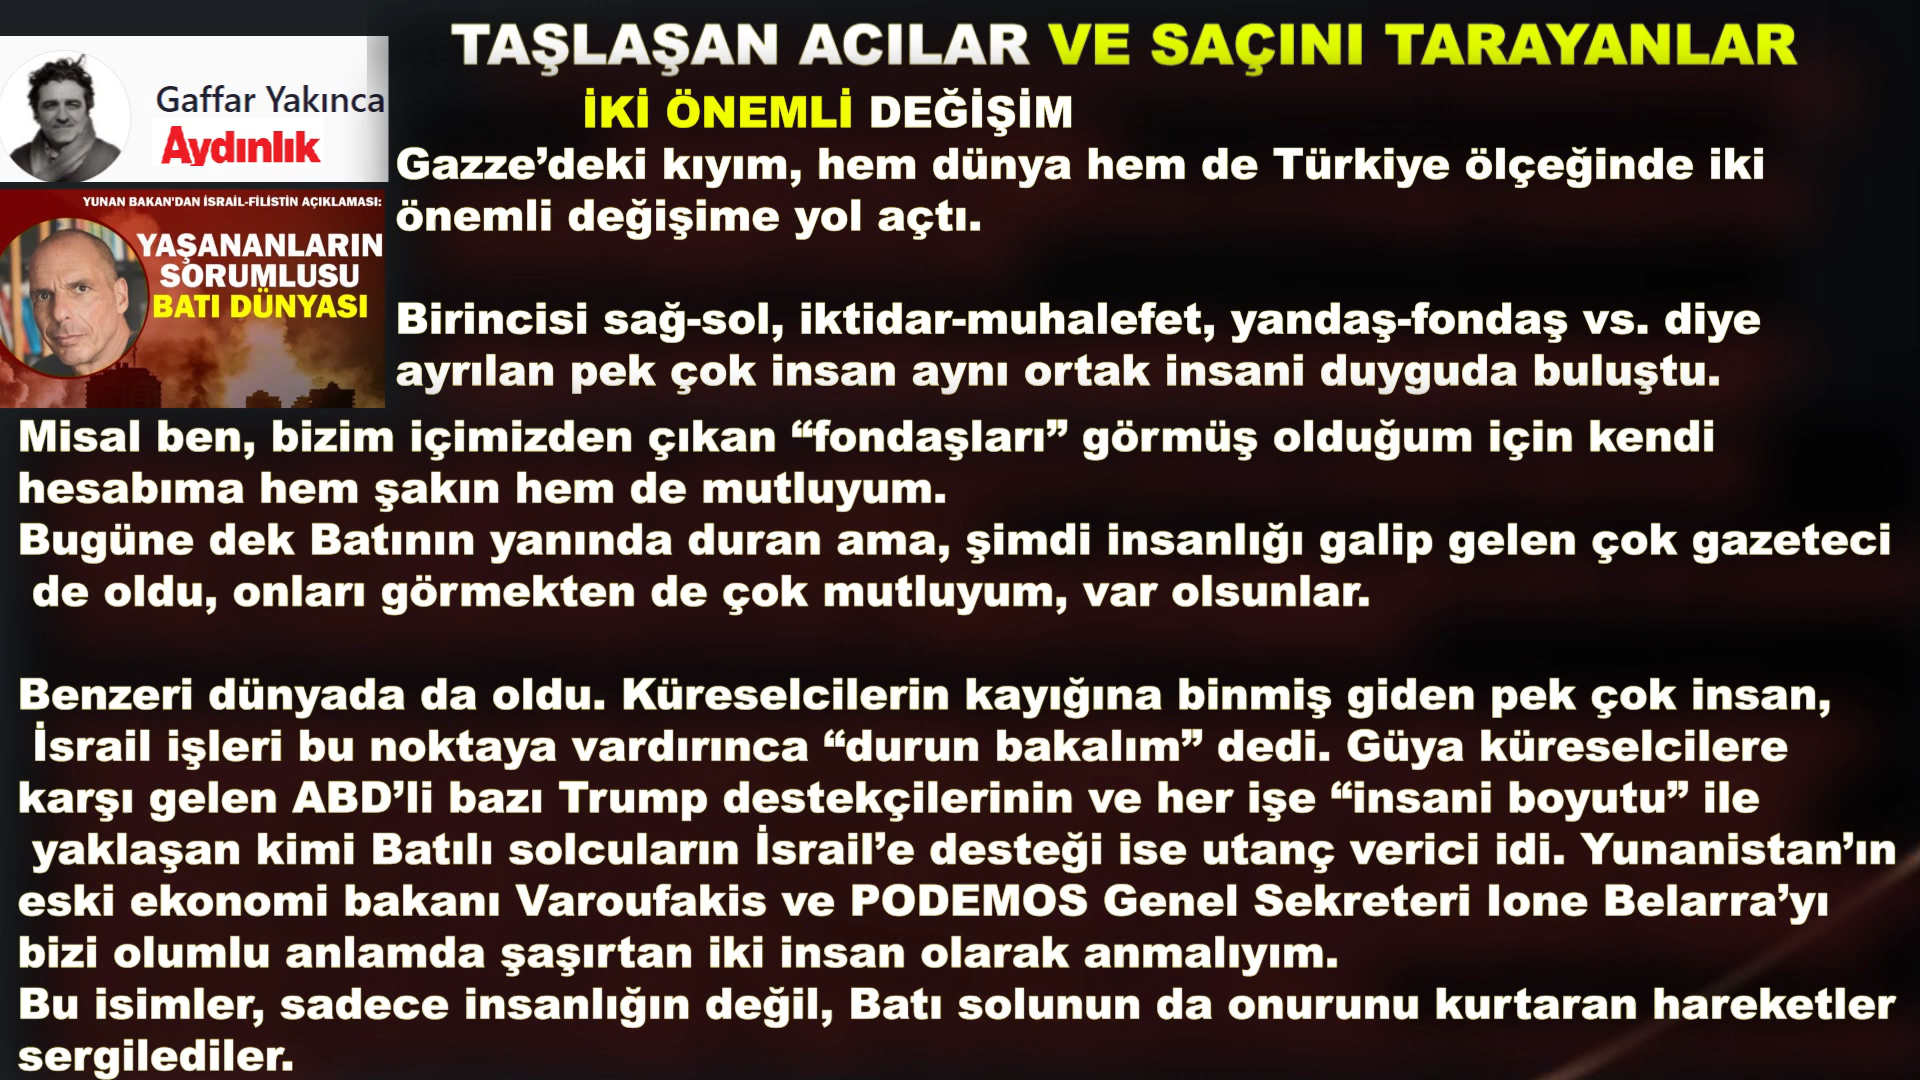 TAŞLAŞAN ACILAR VE SAÇINI TARAYANLAR
Gaffar Yakınca
Aydınlık
YUNAN BAKAN'DAN İSRAİL-FİLİSTİN AÇIKLAMASI:
YAŞANANLARIN
SORUMLUSU
BATI DÜNYASI
İKİ ÖNEMLİ DEĞİŞİM
Gazze’deki kıyım, hem dünya hem de Türkiye ölçeğinde iki
önemli değişime yol açtı.
Birincisi sağ-sol, iktidar-muhalefet, yandaş-fondaş vs. diye
ayrılan pek çok insan aynı ortak insani duyguda buluştu.
Misal ben, bizim içimizden çıkan “fondaşları” görmüş olduğum için kendi
hesabıma hem şakın hem de mutluyum.
Bugüne dek Batının yanında duran ama, şimdi insanlığı galip gelen çok gazeteci
de oldu, onları görmekten de çok mutluyum, var olsunlar.
Benzeri dünyada da oldu. Küreselcilerin kayığına binmiş giden pek çok insan,
İsrail işleri bu noktaya vardırınca “durun bakalım” dedi. Güya küreselcilere
karşı gelen ABD’li bazı Trump destekçilerinin ve her işe “insani boyutu” ile
yaklaşan kimi Batılı solcuların İsrail’e desteği ise utanç verici idi. Yunanistan’ın
eski ekonomi bakanı Varoufakis ve PODEMOS Genel Sekreteri Ione Belarra’yı
bizi olumlu anlamda şaşırtan iki insan olarak anmalıyım.
Bu isimler, sadece insanlığın değil, Batı solunun da onurunu kurtaran hareketler
sergilediler.